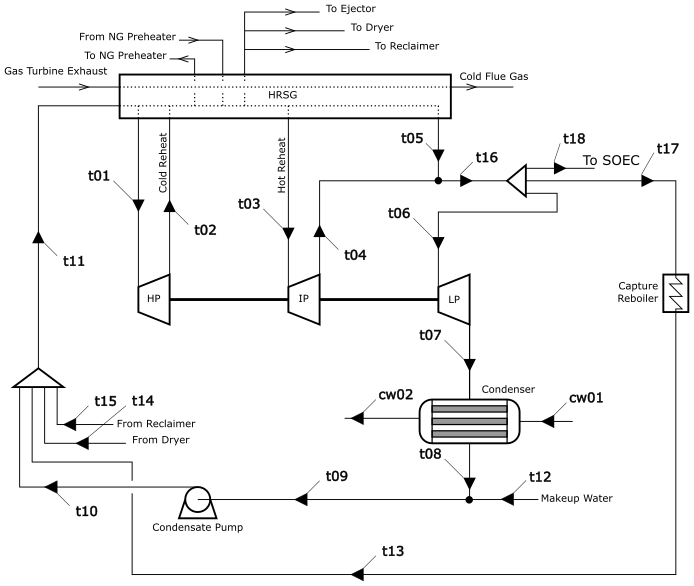 To Ejector
From NG Preheater
To Dryer
To NG Preheater
To Reclaimer
Gas Turbine Exhaust
Cold Flue Gas
HRSG
t05
t18
t16
To SOEC
t17
Cold Reheat
Hot Reheat
t01
t02
t03
t04
t06
t11
HP
IP
LP
Capture
Reboiler
t07
Condenser
cw02
cw01
t15
t14
From Reclaimer
From Dryer
t08
t09
t12
Makeup Water
t10
Condensate Pump
t13